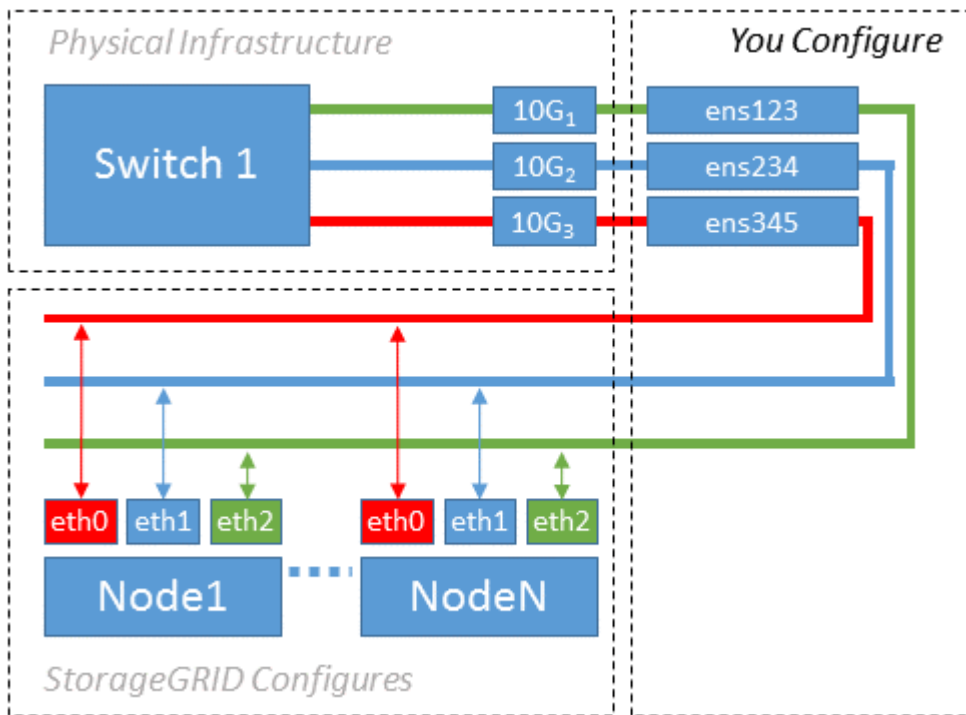 Physical Infrastructure
You Configure
Switch 1
10G₁
ens123
10G₂
ens234
10G₃
ens345
eth0
eth1
eth2
eth0
eth1
eth2
Node1
NodeN
StorageGRID Configures